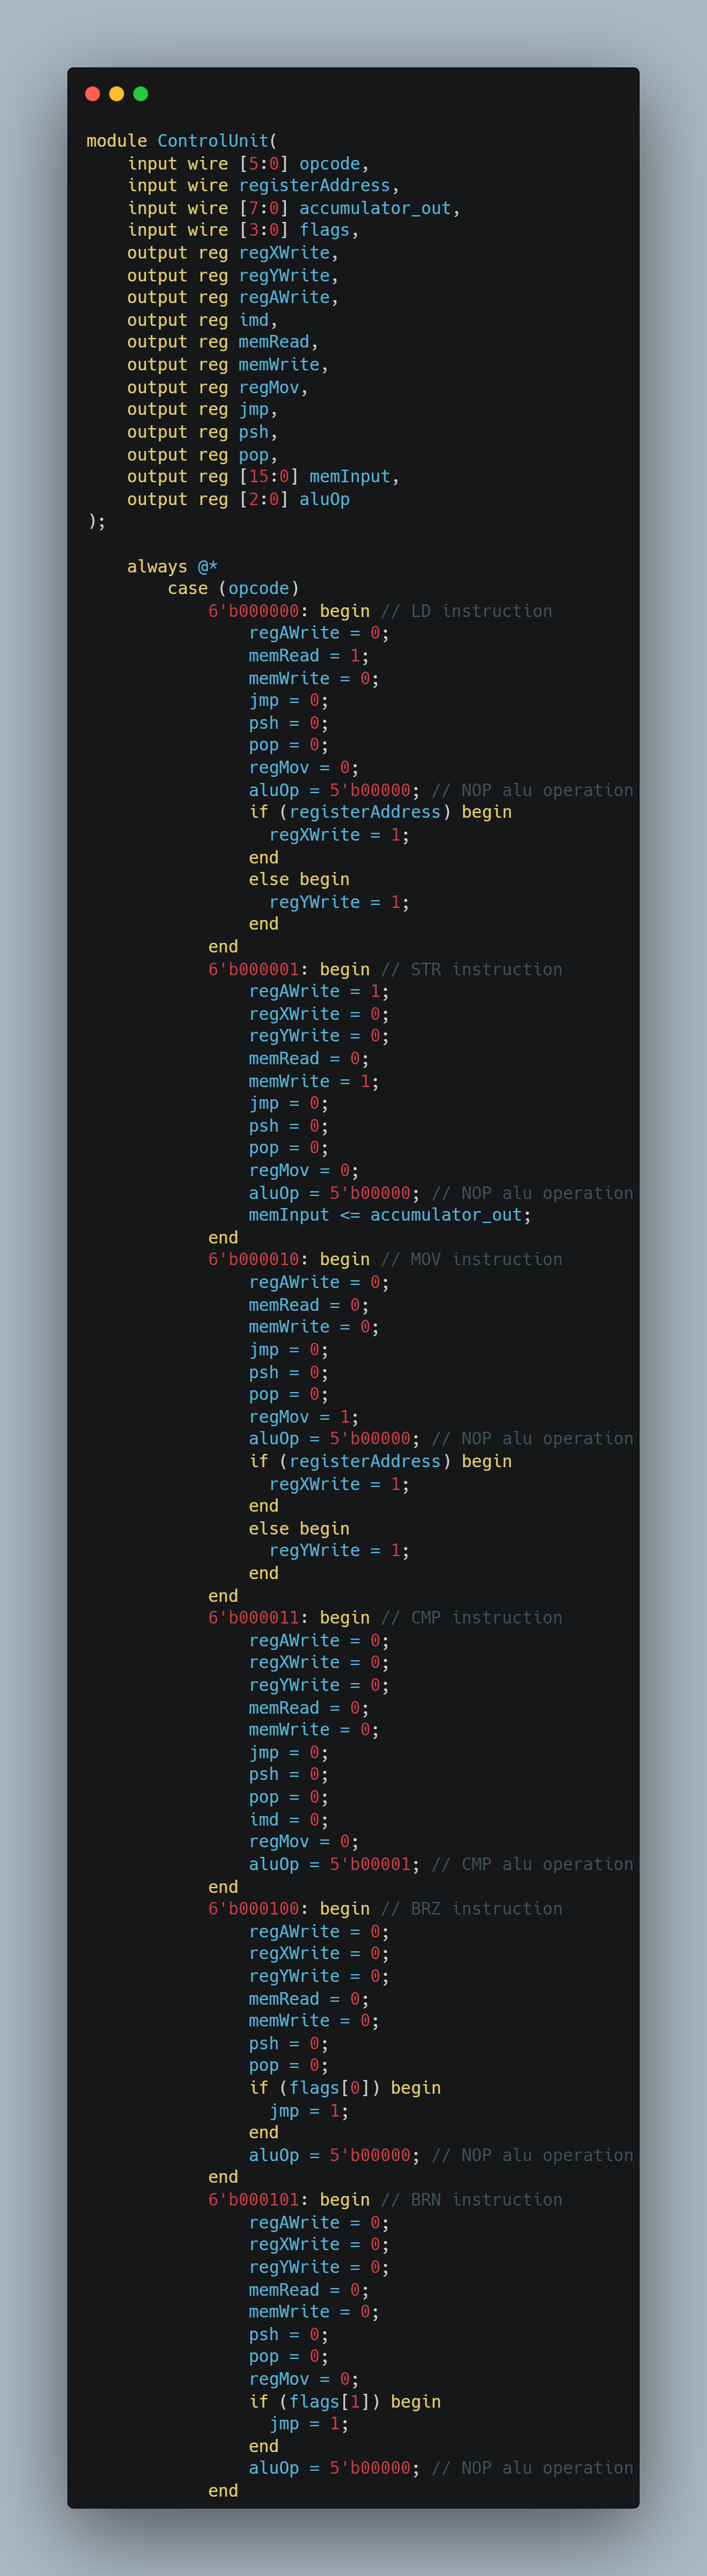 module ControlUnit(
    input wire [5:0] opcode,
    input wire registerAddress,
    input wire [7:0] accumulator_out,
    input wire [3:0] flags,
    output reg regXWrite,
    output reg regYWrite,
    output reg regAWrite,
    output reg imd,
    output reg memRead,
    output reg memWrite,
    output reg regMov,
    output reg jmp,
    output reg psh,
    output reg pop,
    output reg [15:0] memInput,
    output reg [2:0] aluOp
);

    always @*
        case (opcode)
            6'b000000: begin // LD instruction
                regAWrite = 0;
                memRead = 1;
                memWrite = 0;
                jmp = 0;
                psh = 0;
                pop = 0;
                regMov = 0;
                aluOp = 5'b00000; // NOP alu operation
                if (registerAddress) begin
                  regXWrite = 1;
                end
                else begin
                  regYWrite = 1;
                end
            end
            6'b000001: begin // STR instruction
                regAWrite = 1;
                regXWrite = 0;
                regYWrite = 0;
                memRead = 0;
                memWrite = 1;
                jmp = 0;
                psh = 0;
                pop = 0;
                regMov = 0;
                aluOp = 5'b00000; // NOP alu operation
                memInput <= accumulator_out;
            end
            6'b000010: begin // MOV instruction
                regAWrite = 0;
                memRead = 0;
                memWrite = 0;
                jmp = 0;
                psh = 0;
                pop = 0;
                regMov = 1;
                aluOp = 5'b00000; // NOP alu operation
                if (registerAddress) begin
                  regXWrite = 1;
                end
                else begin
                  regYWrite = 1;
                end
            end
            6'b000011: begin // CMP instruction
                regAWrite = 0;
                regXWrite = 0;
                regYWrite = 0;
                memRead = 0;
                memWrite = 0;
                jmp = 0;
                psh = 0;
                pop = 0;
                imd = 0;
                regMov = 0;
                aluOp = 5'b00001; // CMP alu operation
            end
            6'b000100: begin // BRZ instruction
                regAWrite = 0;
                regXWrite = 0;
                regYWrite = 0;
                memRead = 0;
                memWrite = 0;
                psh = 0;
                pop = 0;
                if (flags[0]) begin
                  jmp = 1;
                end
                aluOp = 5'b00000; // NOP alu operation
            end
            6'b000101: begin // BRN instruction
                regAWrite = 0;
                regXWrite = 0;
                regYWrite = 0;
                memRead = 0;
                memWrite = 0;
                psh = 0;
                pop = 0;
                regMov = 0;
                if (flags[1]) begin
                  jmp = 1;
                end
                aluOp = 5'b00000; // NOP alu operation
            end